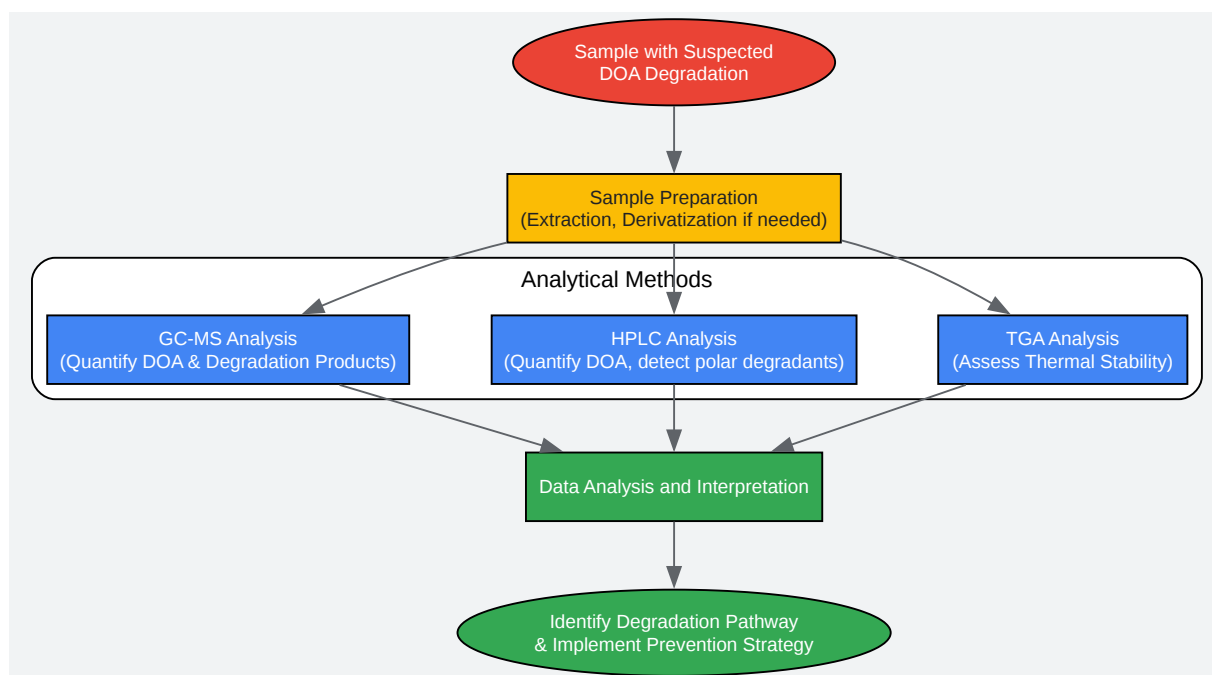 Sample with Suspected
DOA Degradation
Sample Preparation
(Extraction, Derivatization if needed)
Analytical Methods
GC-MS Analysis
(Quantify DOA & Degradation Products)
HPLC Analysis
(Quantify DOA, detect polar degradants)
TGA Analysis
(Assess Thermal Stability)
Data Analysis and Interpretation
Identify Degradation Pathway
& Implement Prevention Strategy